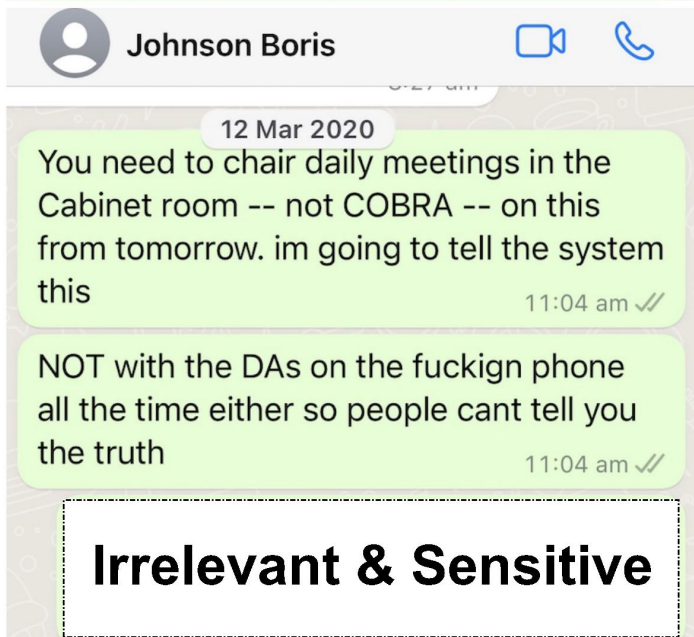 Johnson Boris
12 Mar 2020
You need to chair daily meetings in the
Cabinet room -- not COBRA -- on this
from tomorrow. im going to tell the system
this
11:04 am
NOT with the DAs on the fuckign phone
all the time either so people cant tell you
the truth
11:04 am
Irrelevant & Sensitive